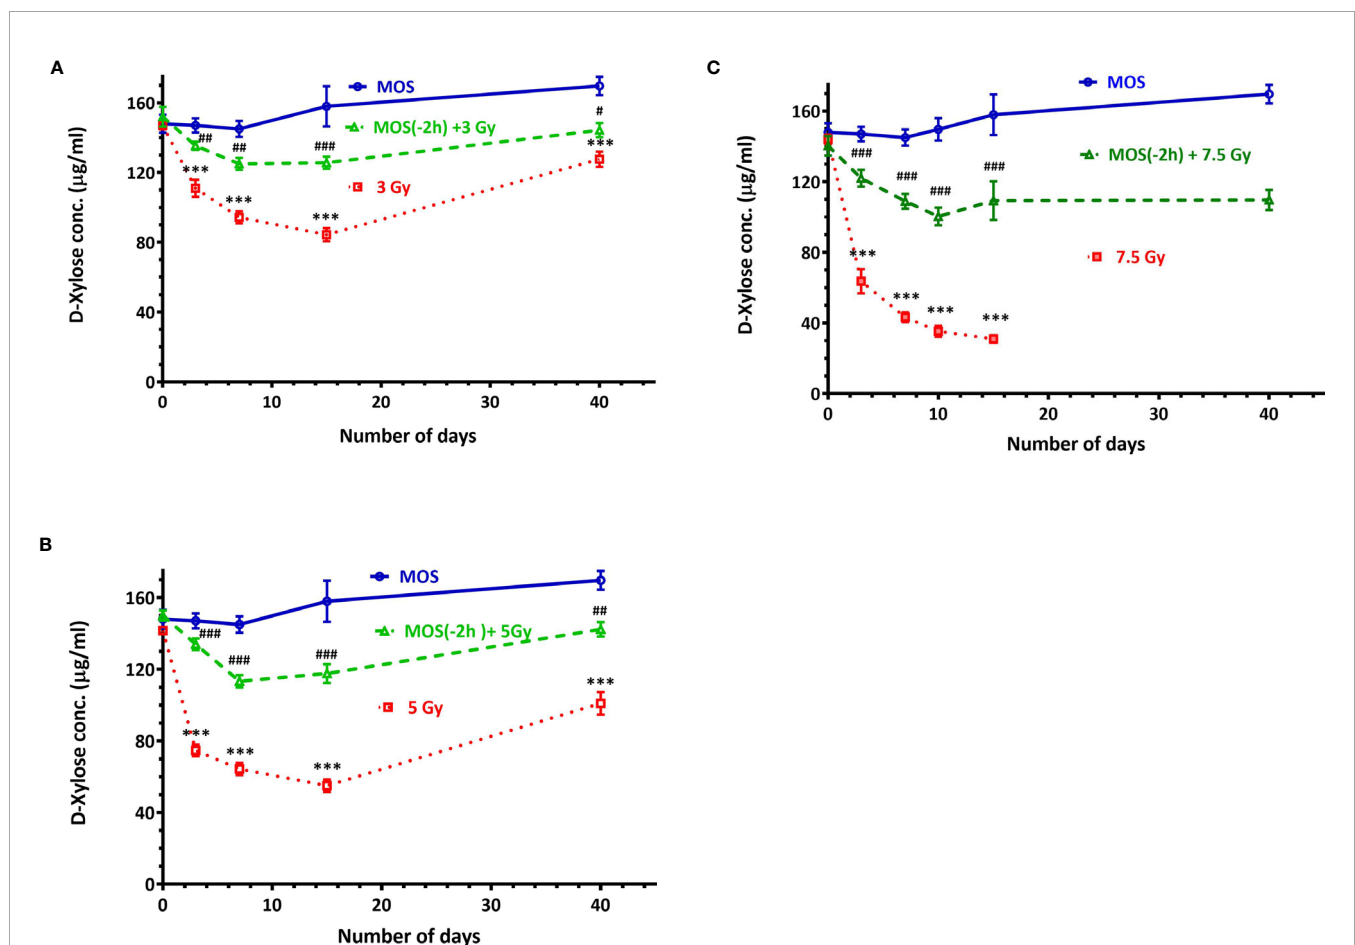 A
MOS
160
#
MOS(-2h) +3 Gy
##
##
###
***
120
***
3 Gy
***
***
80
40
0
0 10 20 30 40
D-Xylose conc. (µg/ml)
Number of days
C
MOS
160
###
MOS(-2h) + 7.5 Gy
###
###
###
120
80
***
7.5 Gy
***
***
***
40
0
0 10 20 30 40
D-Xylose conc. (µg/ml)
Number of days
B
MOS
160
##
MOS(-2h )+ 5Gy
###
###
###
120
***
5 Gy
80
***
***
***
40
0
0 10 20 30 40
D-Xylose conc. (µg/ml)
Number of days